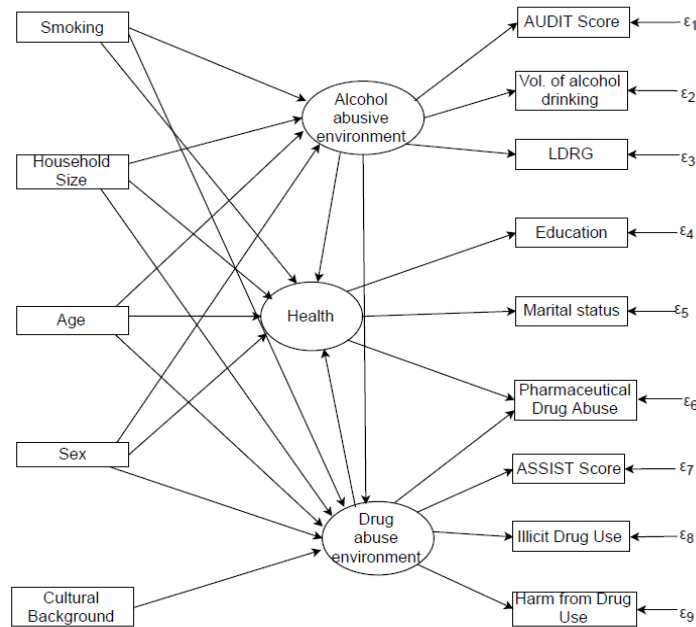 Smoking
Household
Size
Age
Sex
Cultural
Background
Alcohol
abusive
environment
Health
Drug
abuse
environment
AUDIT Score
ε1
Vol. of alcohol
drinking
ε2
LDRG
ε3
Education
ε4
Marital status
ε5
Pharmaceutical
Drug Abuse
ε6
ASSIST Score
ε7
Illicit Drug Use
ε8
Harm from Drug
Use
ε9